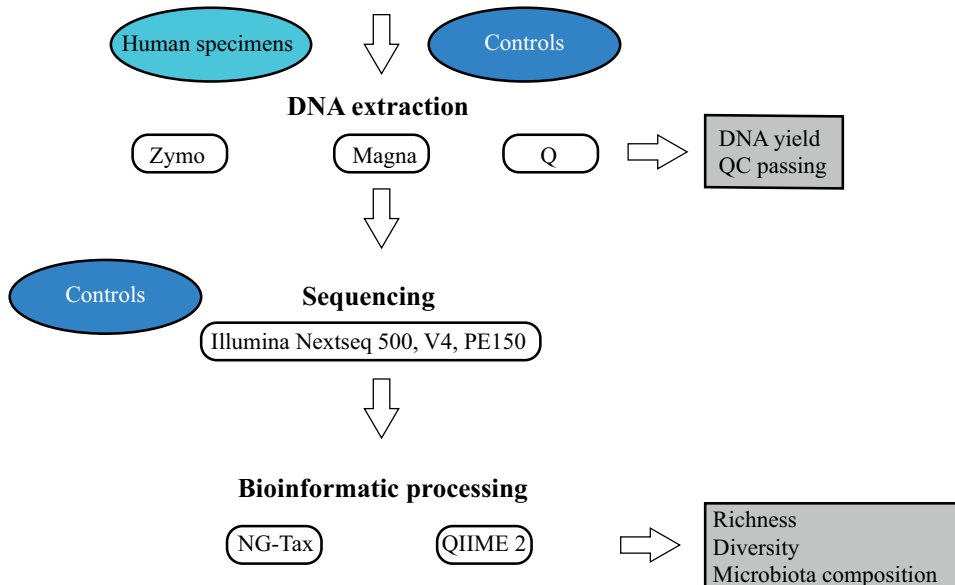 Human specimens
Controls
DNA extraction
Zymo
Magna
Q
DNA yield
QC passing
Controls
Sequencing
Illumina Nextseq 500, V4, PE150
Bioinformatic processing
NG-Tax
QIIME 2
Richness
Diversity
Microbiota composition